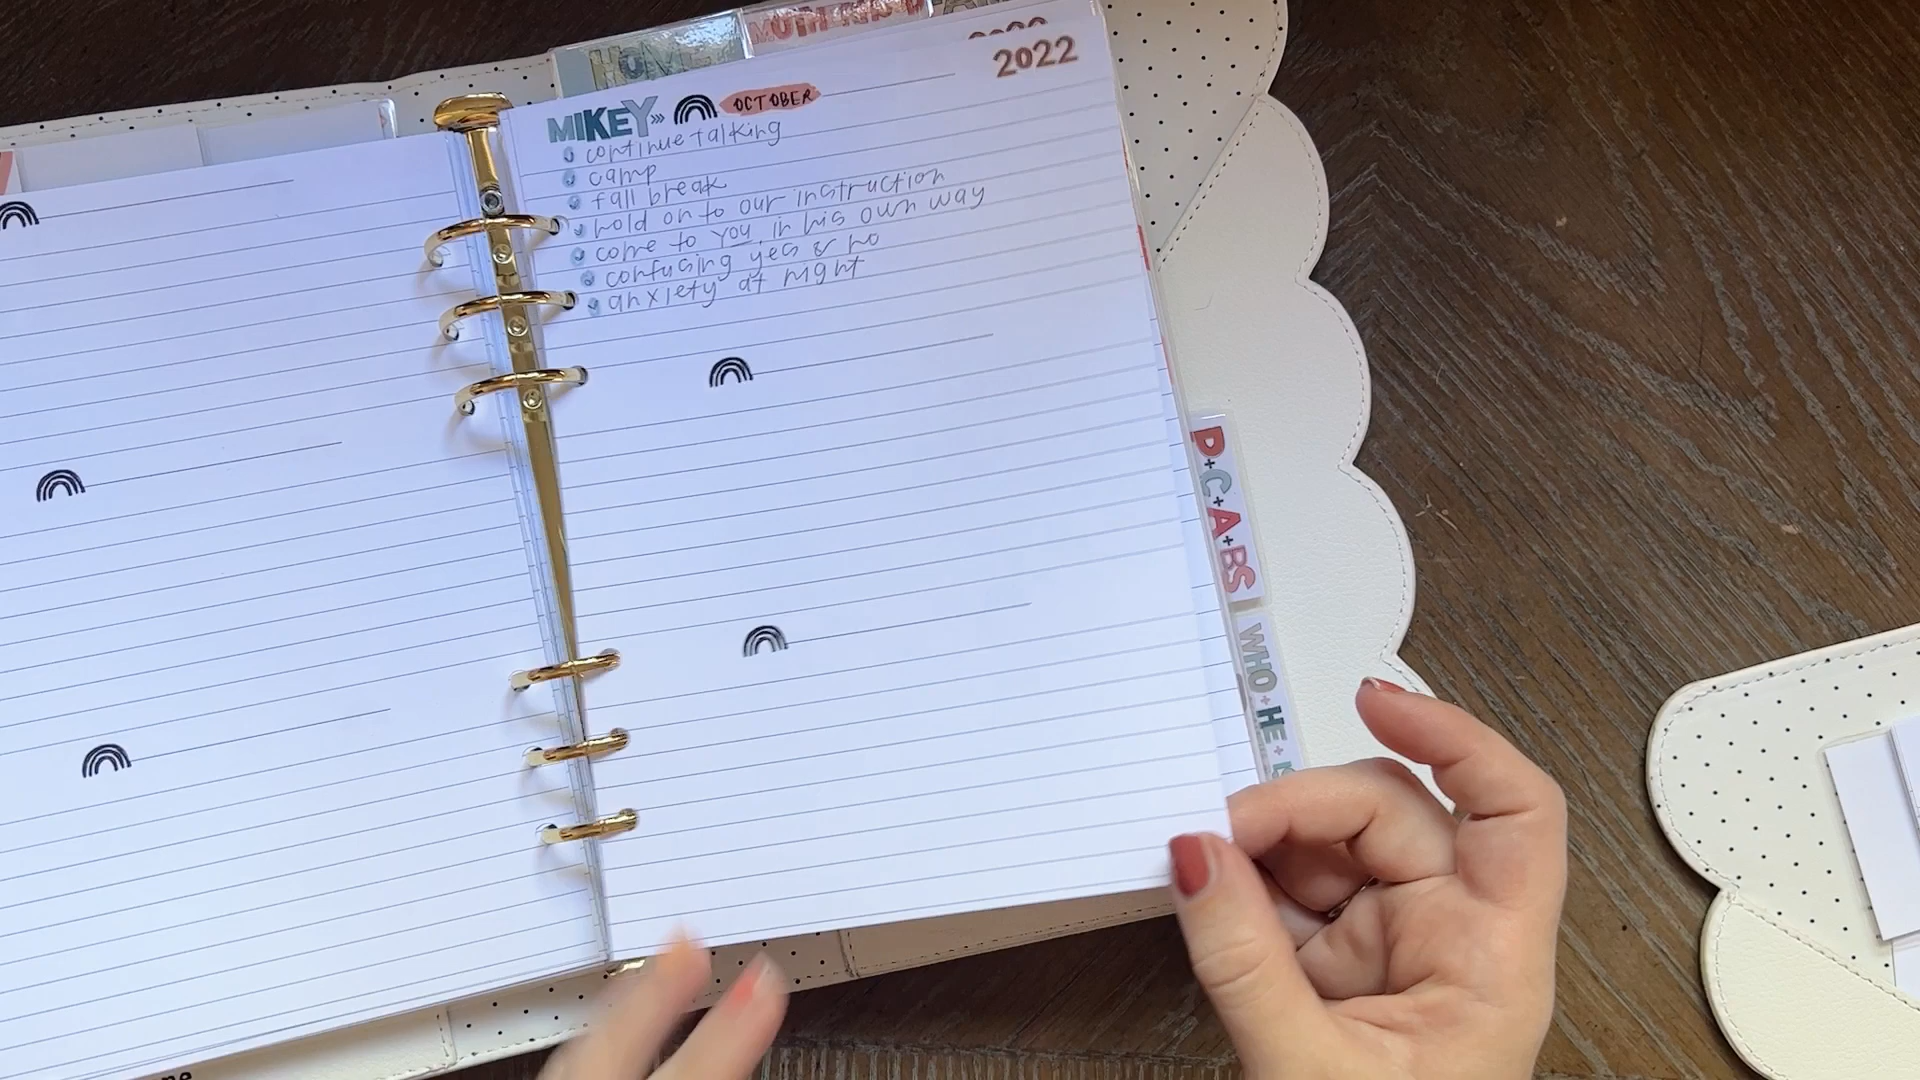 HOME
2022
MIKEY OCTOBER
continue talking
camp
fall break
hold on to our instruction
come to you in his own way
confusing yes & no
anxiety at night
P+C+A+BS
WHO+HE+